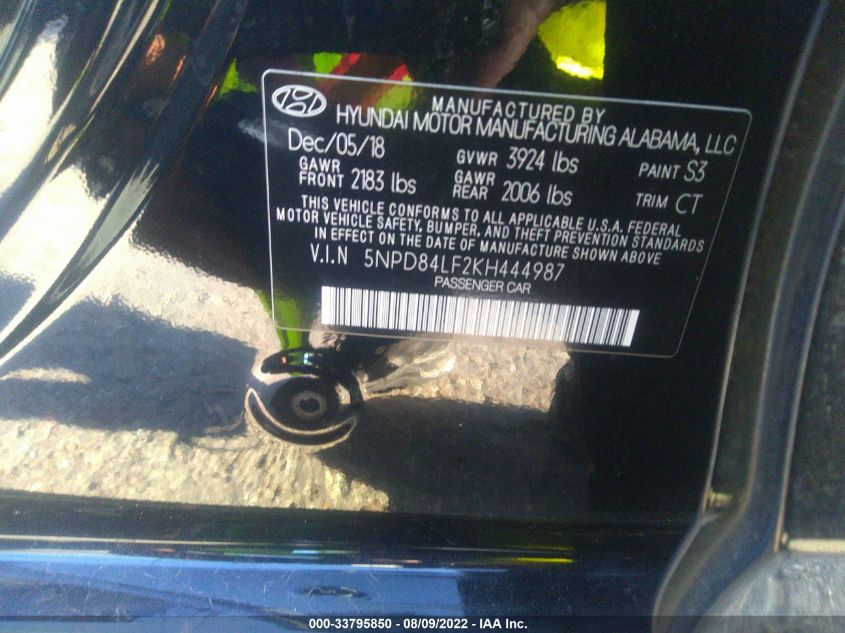 MANUFACTURED BY
HYUNDAI MOTOR MANUFACTURING ALABAMA, LLC
Dec/05/18 GVWR 3924 lbs PAINT S3
GAWR FRONT 2183 lbs GAWR REAR 2006 lbs TRIM CT
THIS VEHICLE CONFORMS TO ALL APPLICABLE U.S.A. FEDERAL
MOTOR VEHICLE SAFETY, BUMPER, AND THEFT PREVENTION STANDARDS
IN EFFECT ON THE DATE OF MANUFACTURE SHOWN ABOVE
V.I.N 5NPD84LF2KH444987
PASSENGER CAR
000-33795850 - 08/09/2022 - IAA Inc.